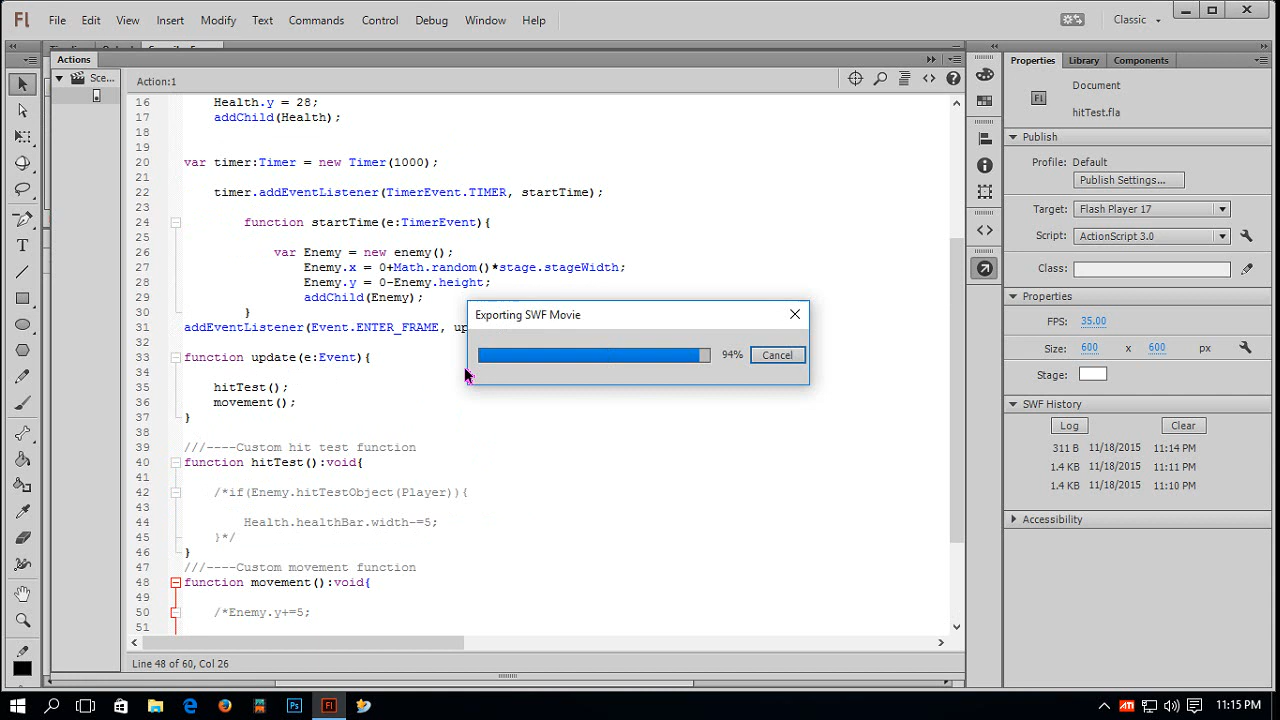 Fl File Edit View Insert Modify Text Commands Control Debug Window Help Classic
Actions
Properties Library Components
Sce...
Action:1
Document
Fl hitTest.fla
16 Health.y = 28;
17 addChild(Health);
18
19
20 var timer:Timer = new Timer(1000);
21
22 timer.addEventListener(TimerEvent.TIMER, startTime);
23
24 function startTime(e:TimerEvent){
25
26 var Enemy = new enemy();
27 Enemy.x = 0+Math.random()*stage.stageWidth;
28 Enemy.y = 0-Enemy.height;
29 addChild(Enemy);
30 }
31 addEventListener(Event.ENTER_FRAME, up
32
33 function update(e:Event){
34
35 hitTest();
36 movement();
37 }
38
39 ///----Custom hit test function
40 function hitTest():void{
41
42 /*if(Enemy.hitTestObject(Player)){
43
44 Health.healthBar.width-=5;
45 }*/
46 }
47 ///----Custom movement function
48 function movement():void{
49
50 /*Enemy.y+=5;
51
Line 48 of 60, Col 26
Exporting SWF Movie
94% Cancel
Publish
Profile: Default
Publish Settings...
Target: Flash Player 17
Script: ActionScript 3.0
Class:
Properties
FPS: 35.00
Size: 600 x 600 px
Stage:
SWF History
Log Clear
311 B 11/18/2015 11:14 PM
1.4 KB 11/18/2015 11:11 PM
1.4 KB 11/18/2015 11:10 PM
Accessibility
Ps Fl ATI 11:15 PM